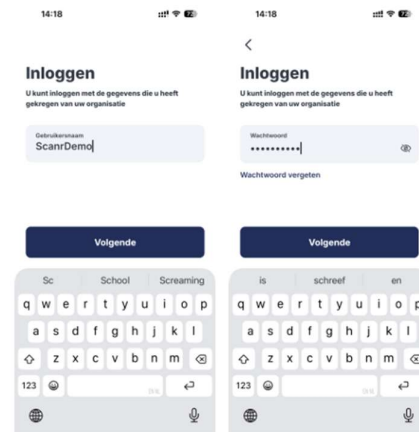 14:18
Inloggen
U kunt inloggen met de gegevens die u heeft
gekregen van uw organisatie
Gebruikersnaam
ScanrDemo
Volgende
Sc School Screaming
q w e r t y u i o p
a s d f g h j k l
z x c v b n m
123
14:18
Inloggen
U kunt inloggen met de gegevens die u heeft
gekregen van uw organisatie
Wachtwoord
••••••••••
Wachtwoord vergeten
Volgende
is schreef en
q w e r t y u i o p
a s d f g h j k l
z x c v b n m
123